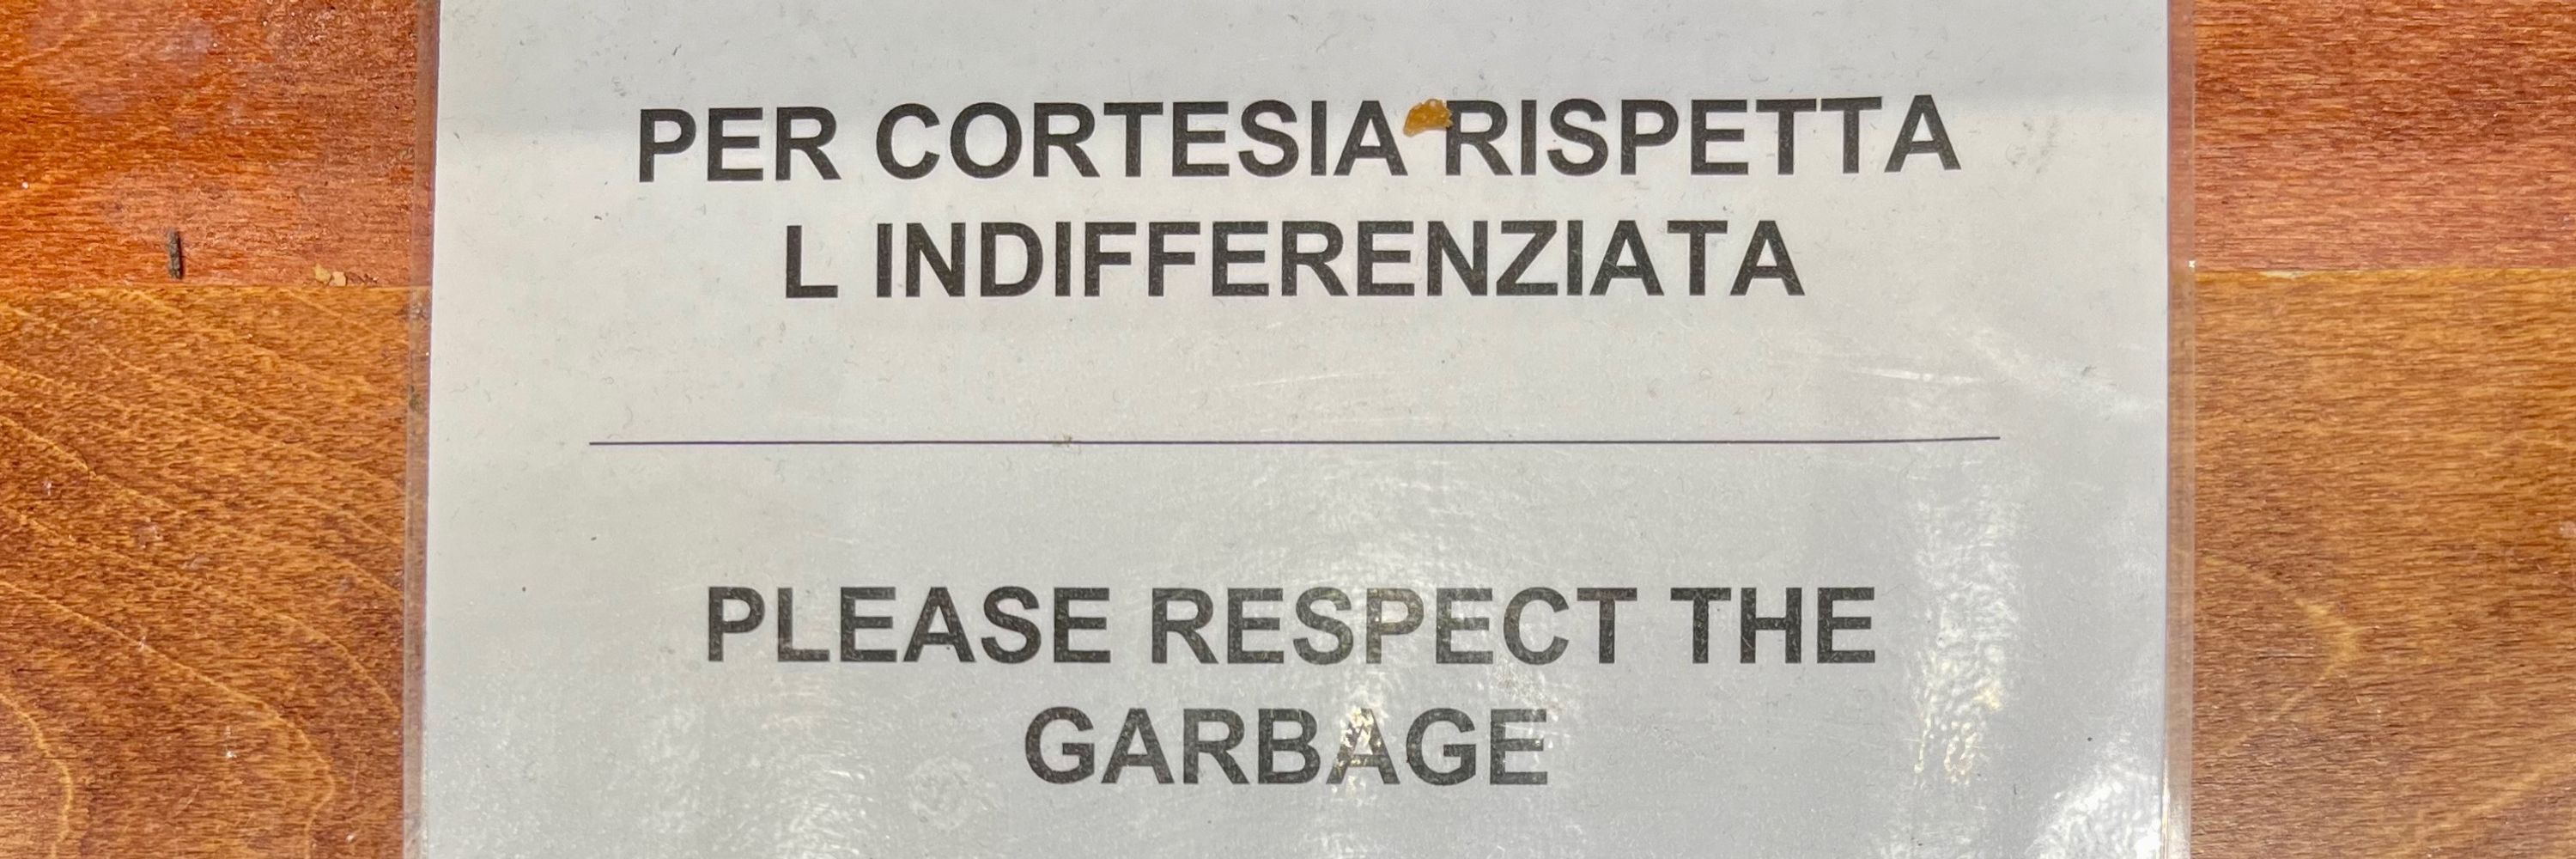 PER CORTESIA RISPETTA
L INDIFFERENZIATA
PLEASE RESPECT THE
GARBAGE